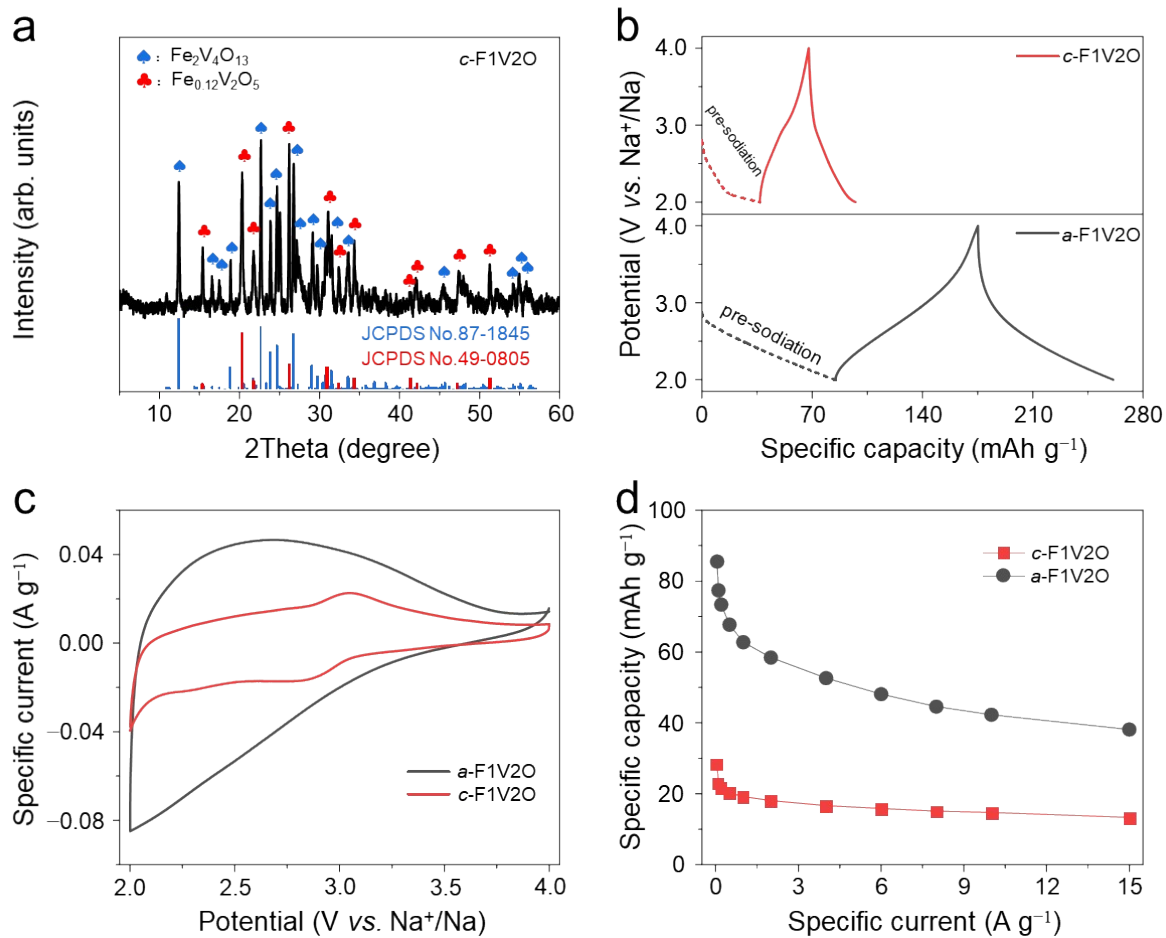 a
♠ : Fe₂V₄O₁₃
♣ : Fe₀.₁₂V₂O₅
c-F1V2O
JCPDS No.87-1845
JCPDS No.49-0805
Intensity (arb. units)
10 20 30 40 50 60
2Theta (degree)
b
c-F1V2O
pre-sodiation
4.0
3.0
2.0
a-F1V2O
pre-sodiation
4.0
3.0
2.0
Potential (V vs. Na⁺/Na)
0 70 140 210 280
Specific capacity (mAh g⁻¹)
c
0.04
0.00
−0.04
−0.08
Specific current (A g⁻¹)
a-F1V2O
c-F1V2O
2.0 2.5 3.0 3.5 4.0
Potential (V vs. Na⁺/Na)
d
100
80
60
40
20
0
Specific capacity (mAh g⁻¹)
c-F1V2O
a-F1V2O
0 3 6 9 12 15
Specific current (A g⁻¹)